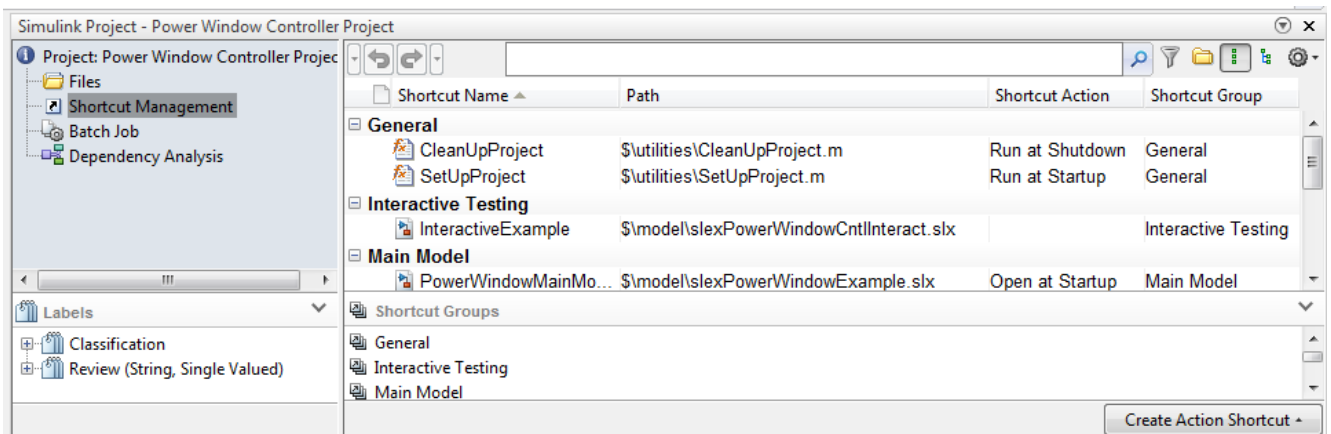 Simulink Project - Power Window Controller Project
Project: Power Window Controller Projec
Files
Shortcut Management
Batch Job
Dependency Analysis
Labels
Classification
Review (String, Single Valued)
Shortcut Name Path Shortcut Action Shortcut Group
General
CleanUpProject $\utilities\CleanUpProject.m Run at Shutdown General
SetUpProject $\utilities\SetUpProject.m Run at Startup General
Interactive Testing
InteractiveExample $\model\slexPowerWindowCntlInteract.slx Interactive Testing
Main Model
PowerWindowMainMo... $\model\slexPowerWindowExample.slx Open at Startup Main Model
Shortcut Groups
General
Interactive Testing
Main Model
Create Action Shortcut